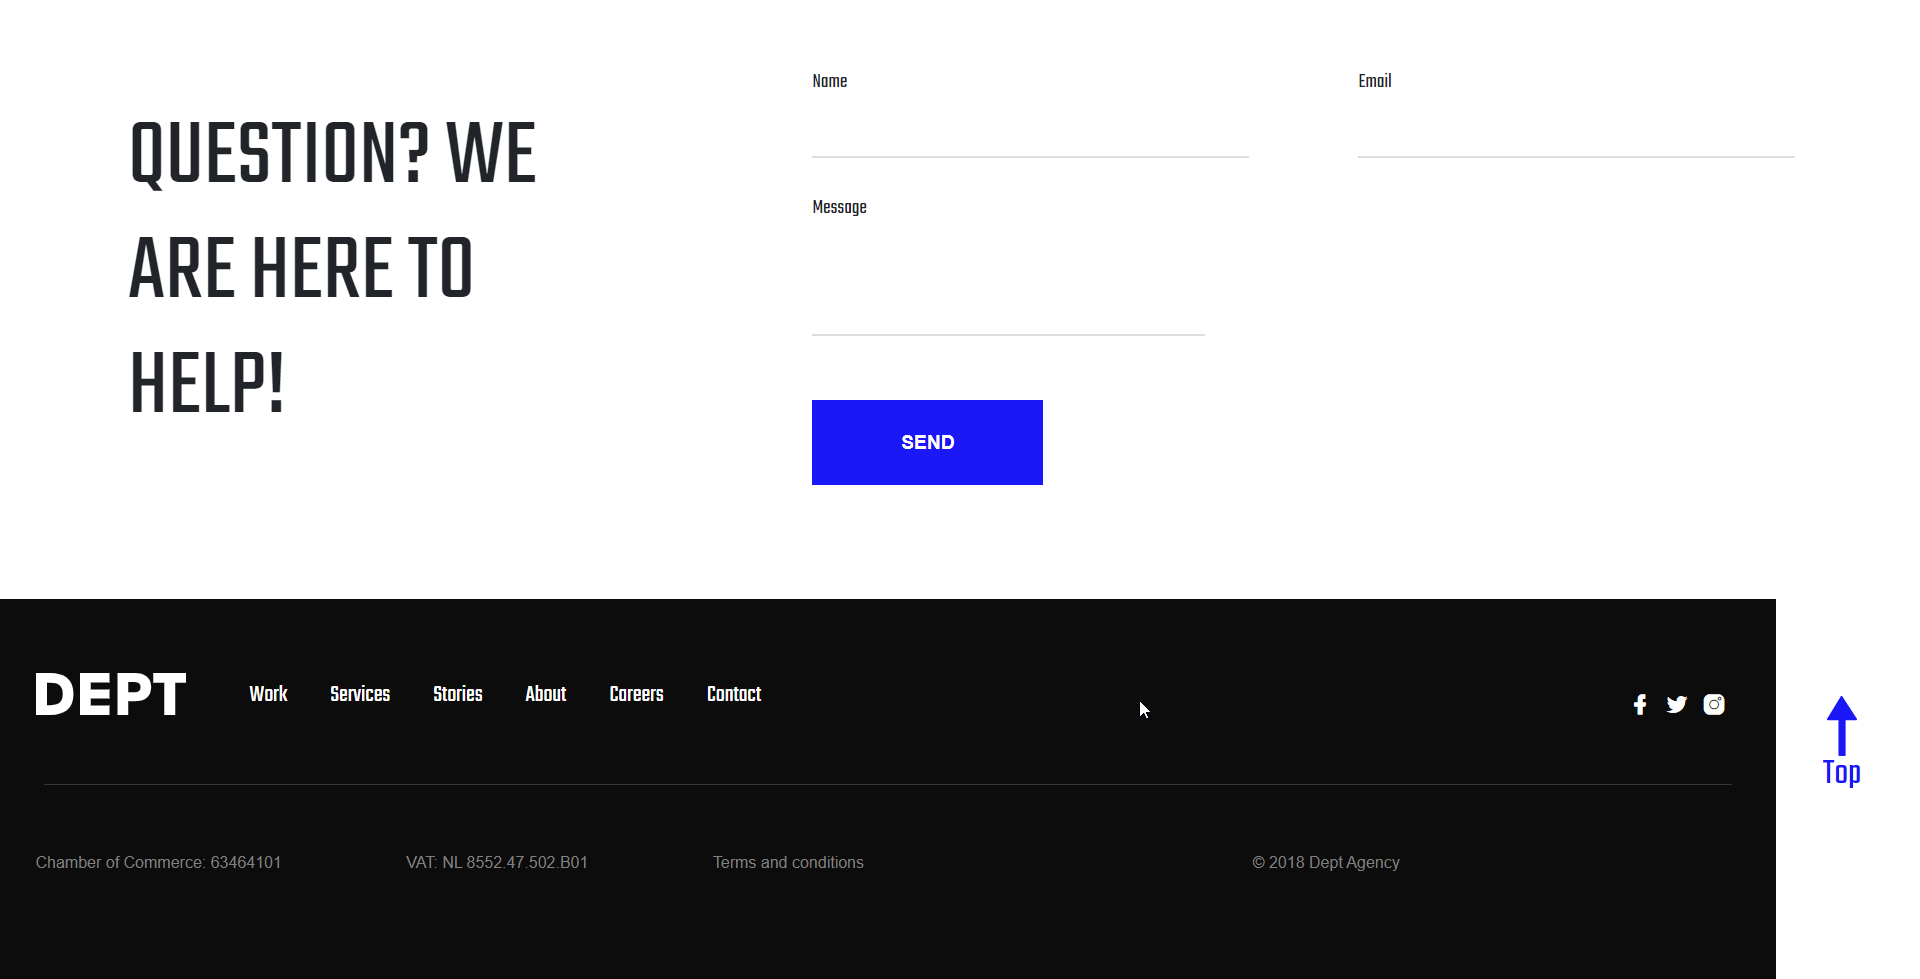 QUESTION? WE
ARE HERE TO
HELP!
Name
Email
Message
SEND
DEPT
Work
Services
Stories
About
Careers
Contact
Top
Chamber of Commerce: 63464101
VAT: NL 8552.47.502.B01
Terms and conditions
© 2018 Dept Agency